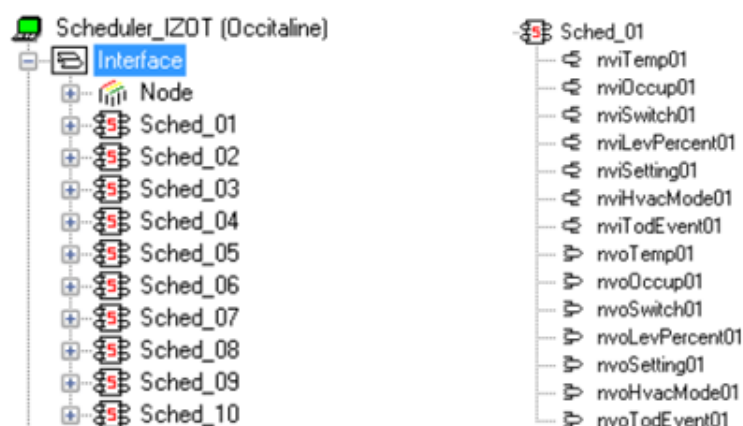 Scheduler_IZOT (Occitaline)
Interface
Node
Sched_01
Sched_02
Sched_03
Sched_04
Sched_05
Sched_06
Sched_07
Sched_08
Sched_09
Sched_10
Sched_01
nviTemp01
nviOccup01
nviSwitch01
nviLevPercent01
nviSetting01
nviHvacMode01
nviTodEvent01
nvoTemp01
nvoOccup01
nvoSwitch01
nvoLevPercent01
nvoSetting01
nvoHvacMode01
nvoTodEvent01